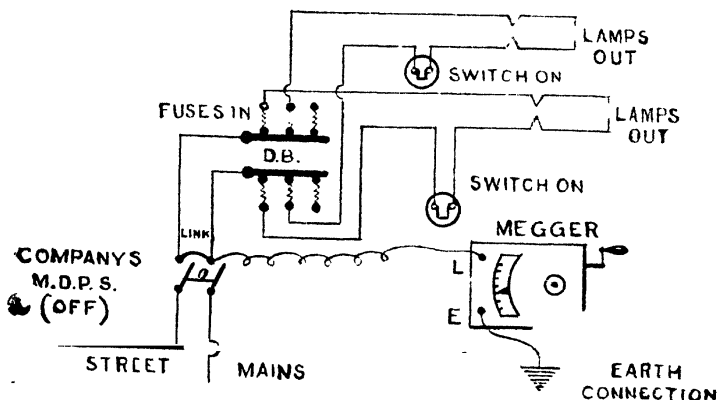 LAMPS
OUT
SWITCH ON
FUSES IN
LAMPS
OUT
D.B.
SWITCH ON
LINK
MEGGER
COMPANYS
M.D.P.S.
(OFF)
L
E
STREET
MAINS
EARTH
CONNECTION